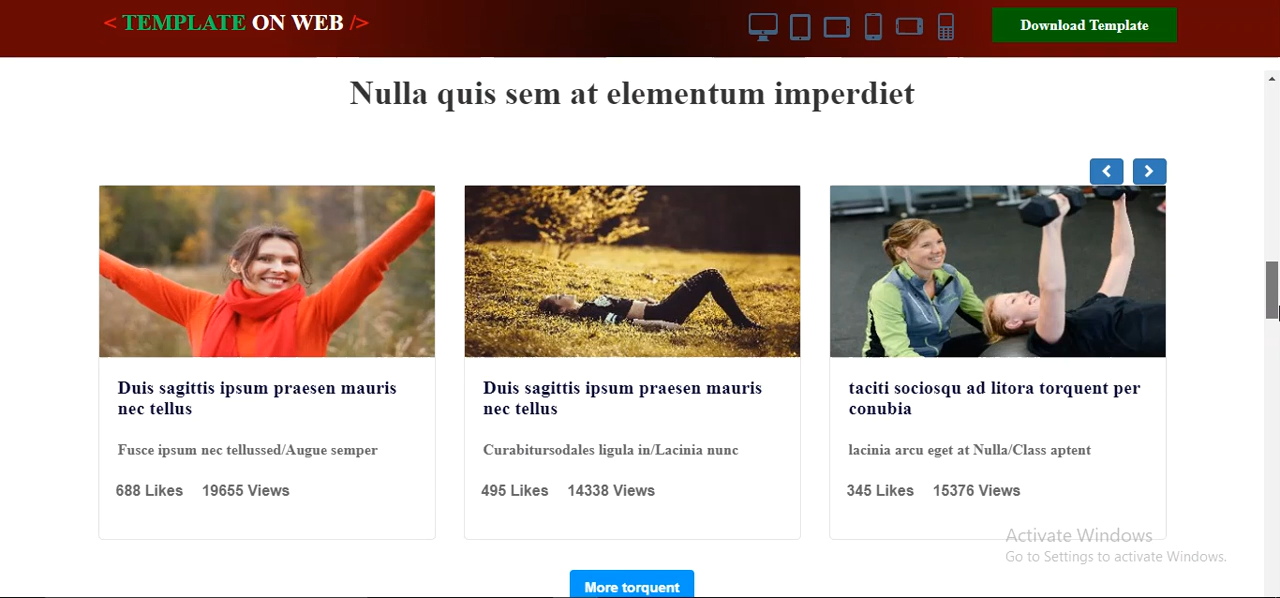 < TEMPLATE ON WEB />
Download Template
Nulla quis sem at elementum imperdiet
Duis sagittis ipsum praesen mauris
nec tellus
Fusce ipsum nec tellussed/Augue semper
688 Likes 19655 Views
Duis sagittis ipsum praesen mauris
nec tellus
Curabitursodales ligula in/Lacinia nunc
495 Likes 14338 Views
taciti sociosqu ad litora torquent per
conubia
lacinia arcu eget at Nulla/Class aptent
345 Likes 15376 Views
Activate Windows
Go to Settings to activate Windows.
More torquent